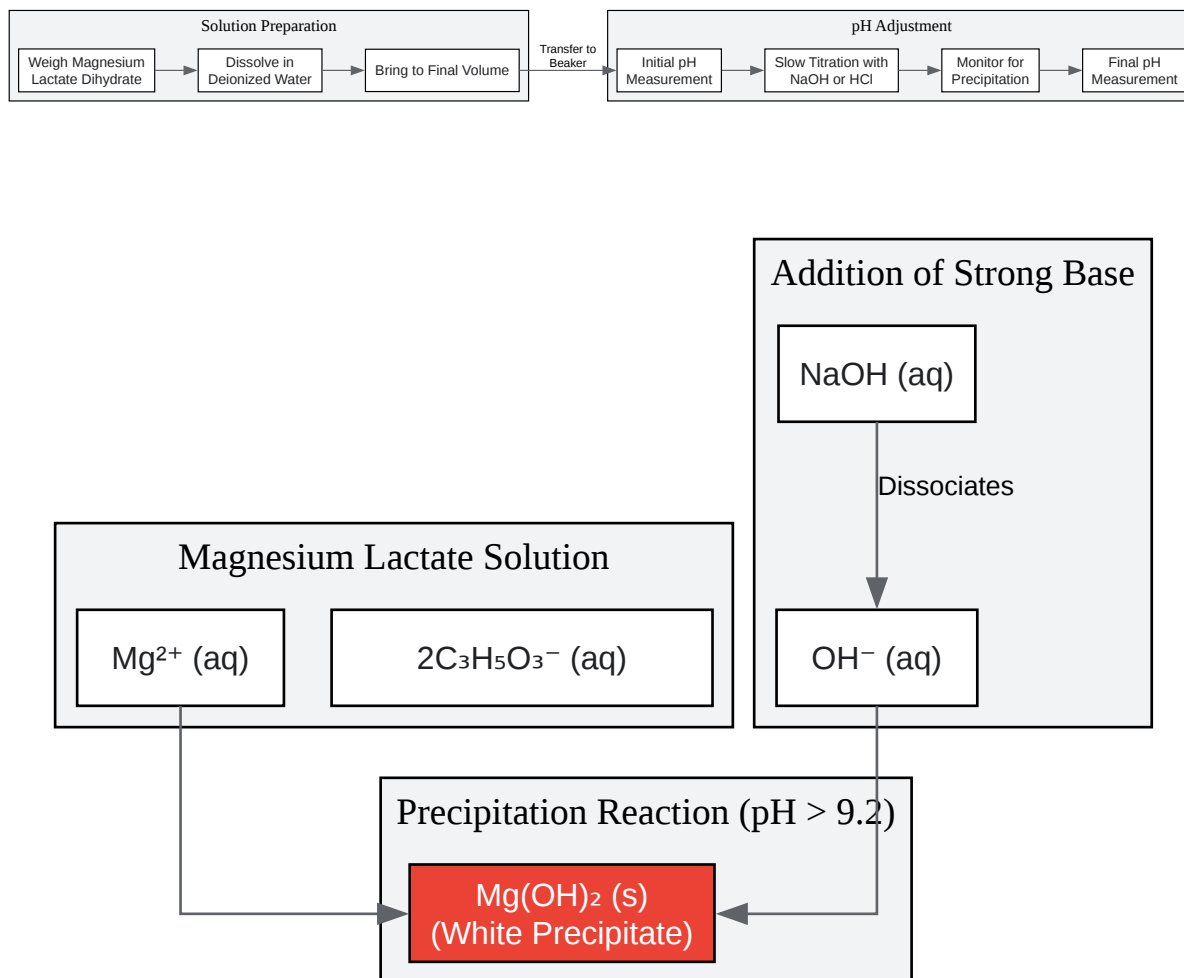 Solution Preparation
Weigh Magnesium
Lactate Dihydrate
Dissolve in
Deionized Water
Bring to Final Volume
Transfer to
Beaker
pH Adjustment
Initial pH
Measurement
Slow Titration with
NaOH or HCl
Monitor for
Precipitation
Final pH
Measurement
Addition of Strong Base
NaOH (aq)
Dissociates
Magnesium Lactate Solution
Mg²⁺ (aq)
2C₃H₅O₃⁻ (aq)
OH⁻ (aq)
Precipitation Reaction (pH > 9.2)
Mg(OH)₂ (s)
(White Precipitate)